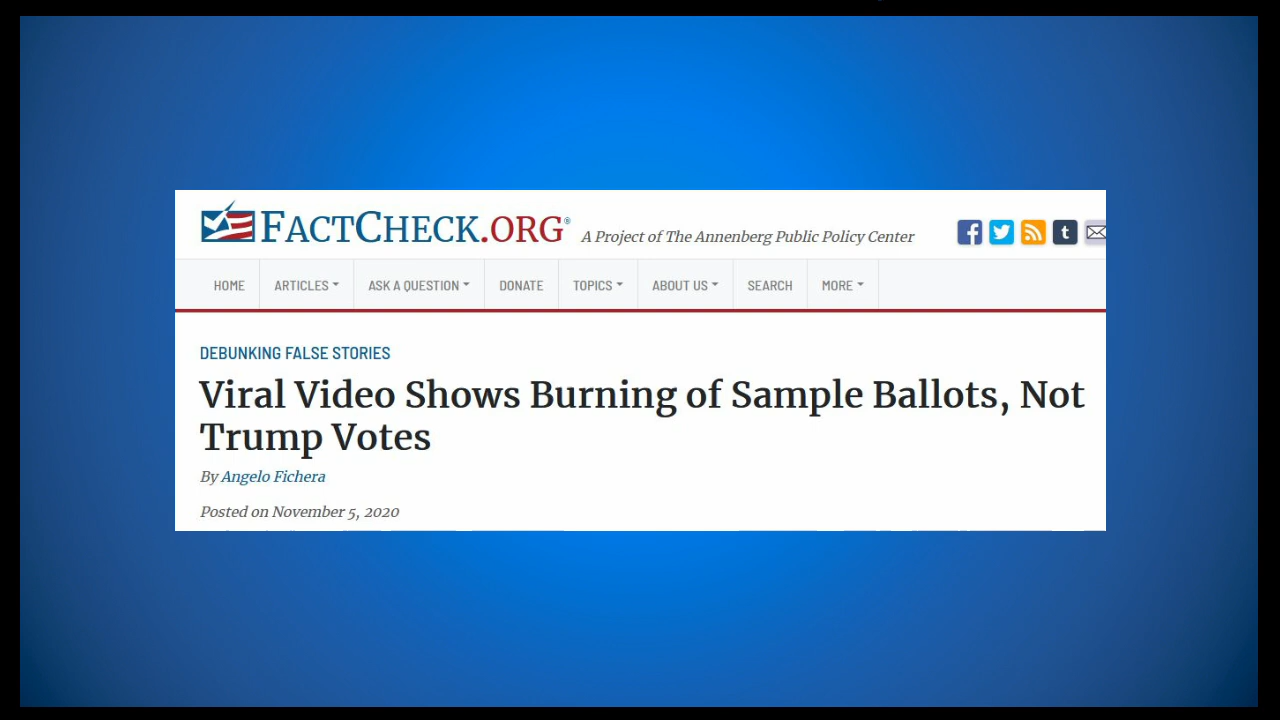 FACTCHECK.ORG® A Project of The Annenberg Public Policy Center
HOME ARTICLES ASK A QUESTION DONATE TOPICS ABOUT US SEARCH MORE
DEBUNKING FALSE STORIES
Viral Video Shows Burning of Sample Ballots, Not
Trump Votes
By Angelo Fichera
Posted on November 5, 2020